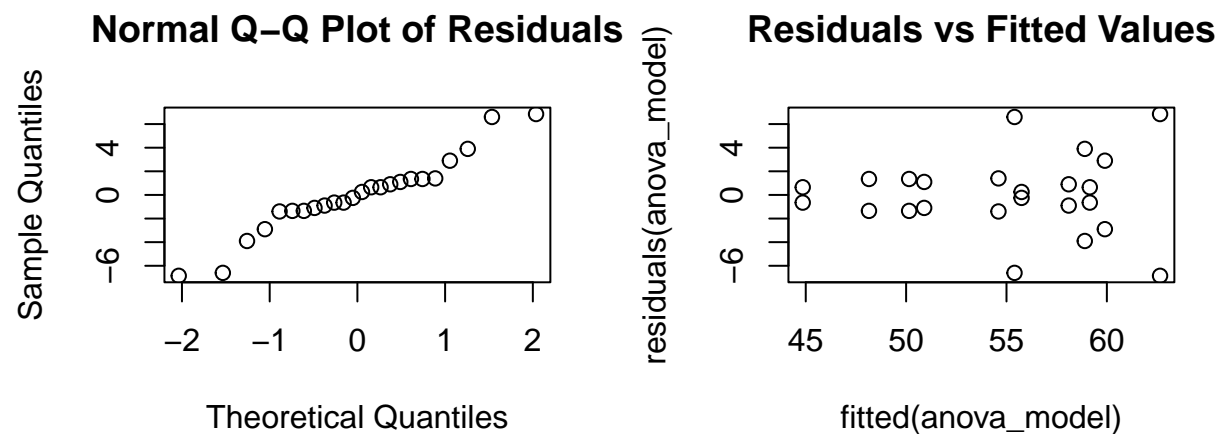 Normal Q−Q Plot of Residuals
Sample Quantiles
4
0
−6
−2 −1 0 1 2
Theoretical Quantiles
Residuals vs Fitted Values
residuals(anova_model)
4
0
−6
45 50 55 60
fitted(anova_model)